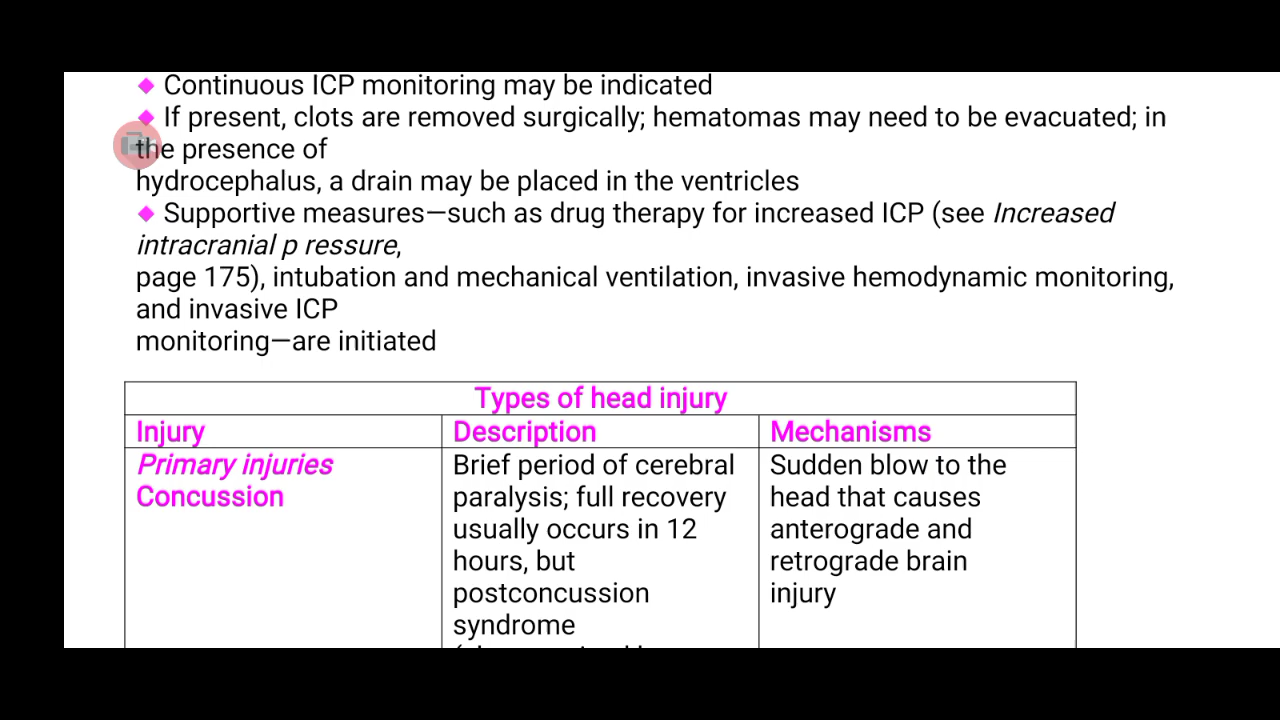 ◆ Continuous ICP monitoring may be indicated
◆ If present, clots are removed surgically; hematomas may need to be evacuated; in
the presence of
hydrocephalus, a drain may be placed in the ventricles
◆ Supportive measures—such as drug therapy for increased ICP (see Increased
intracranial p ressure,
page 175), intubation and mechanical ventilation, invasive hemodynamic monitoring,
and invasive ICP
monitoring—are initiated
Types of head injury
Injury
Description
Mechanisms
Primary injuries
Concussion
Brief period of cerebral
paralysis; full recovery
usually occurs in 12
hours, but
postconcussion
syndrome
Sudden blow to the
head that causes
anterograde and
retrograde brain
injury